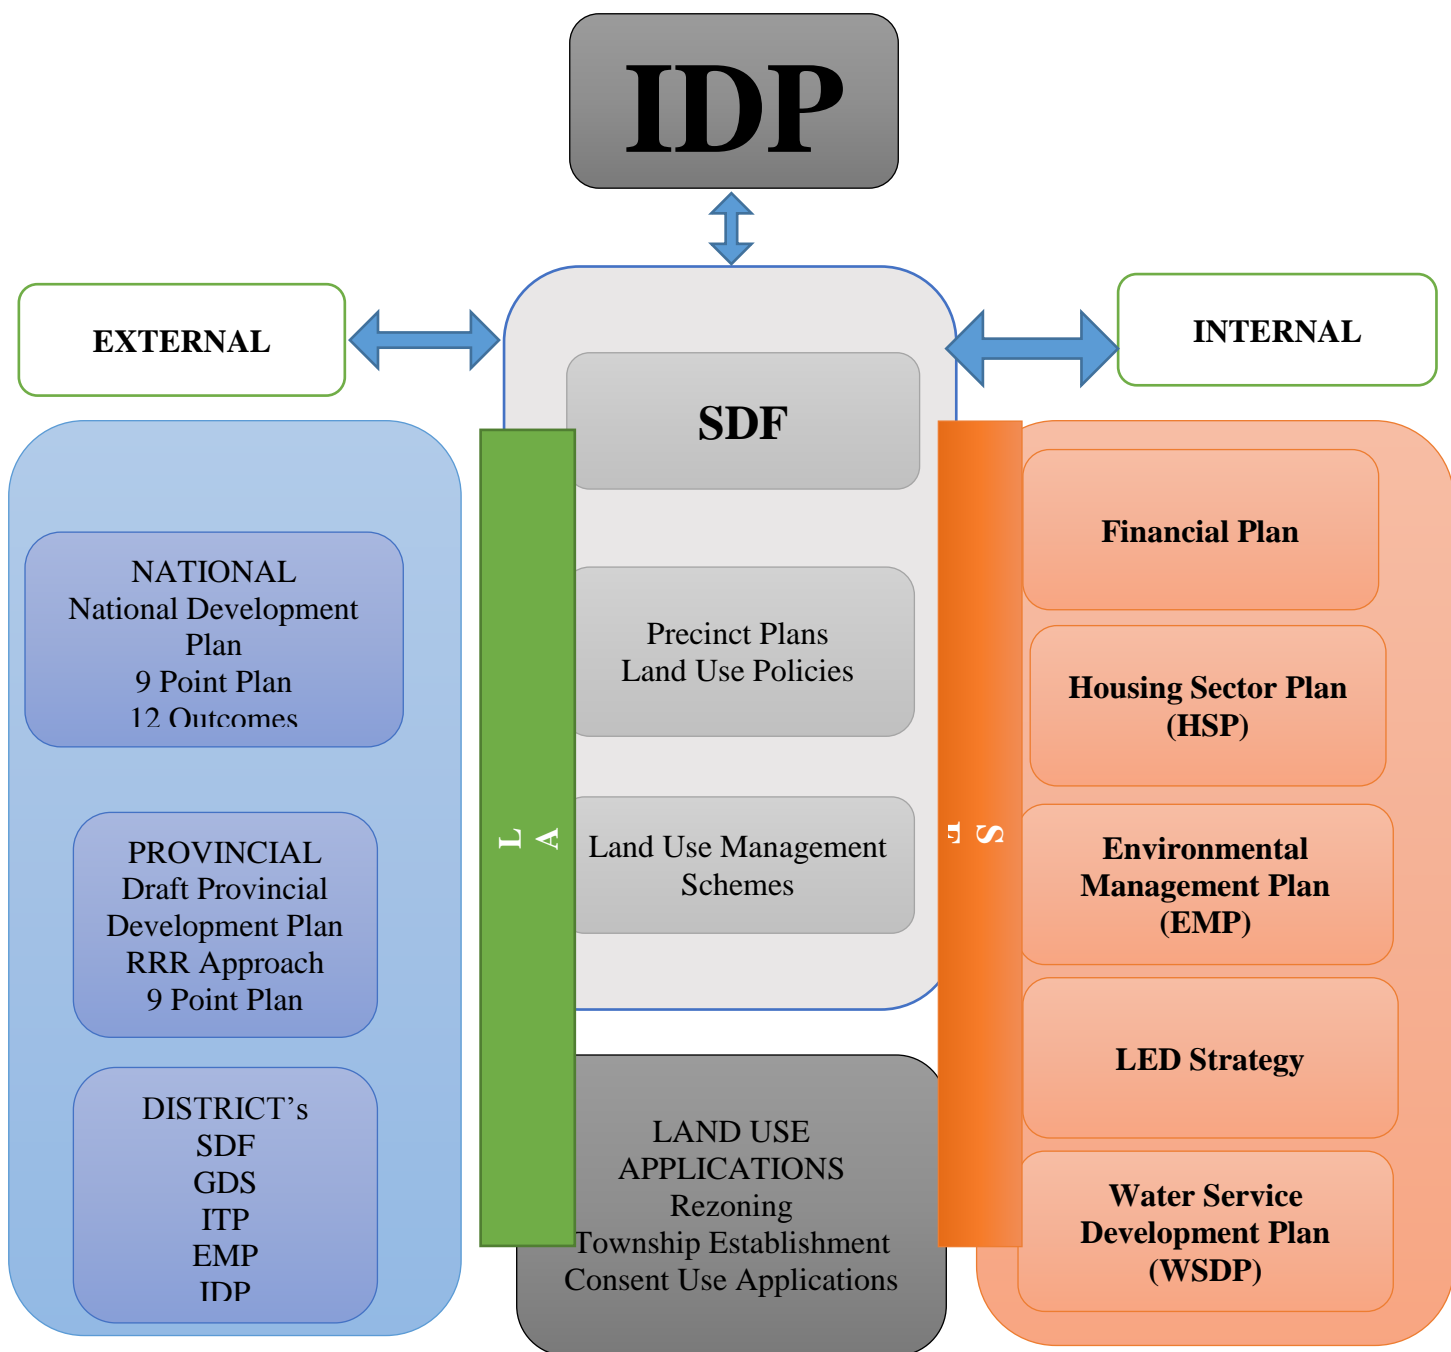 IDP
EXTERNAL
INTERNAL
SDF
NATIONAL
National Development
Plan
9 Point Plan
12 Outcomes
PROVINCIAL
Draft Provincial
Development Plan
RRR Approach
9 Point Plan
DISTRICT's
SDF
GDS
ITP
EMP
IDP
L
A
Precinct Plans
Land Use Policies
Land Use Management
Schemes
LAND USE
APPLICATIONS
Rezoning
Township Establishment
Consent Use Applications
S
Financial Plan
Housing Sector Plan
(HSP)
Environmental
Management Plan
(EMP)
LED Strategy
Water Service
Development Plan
(WSDP)